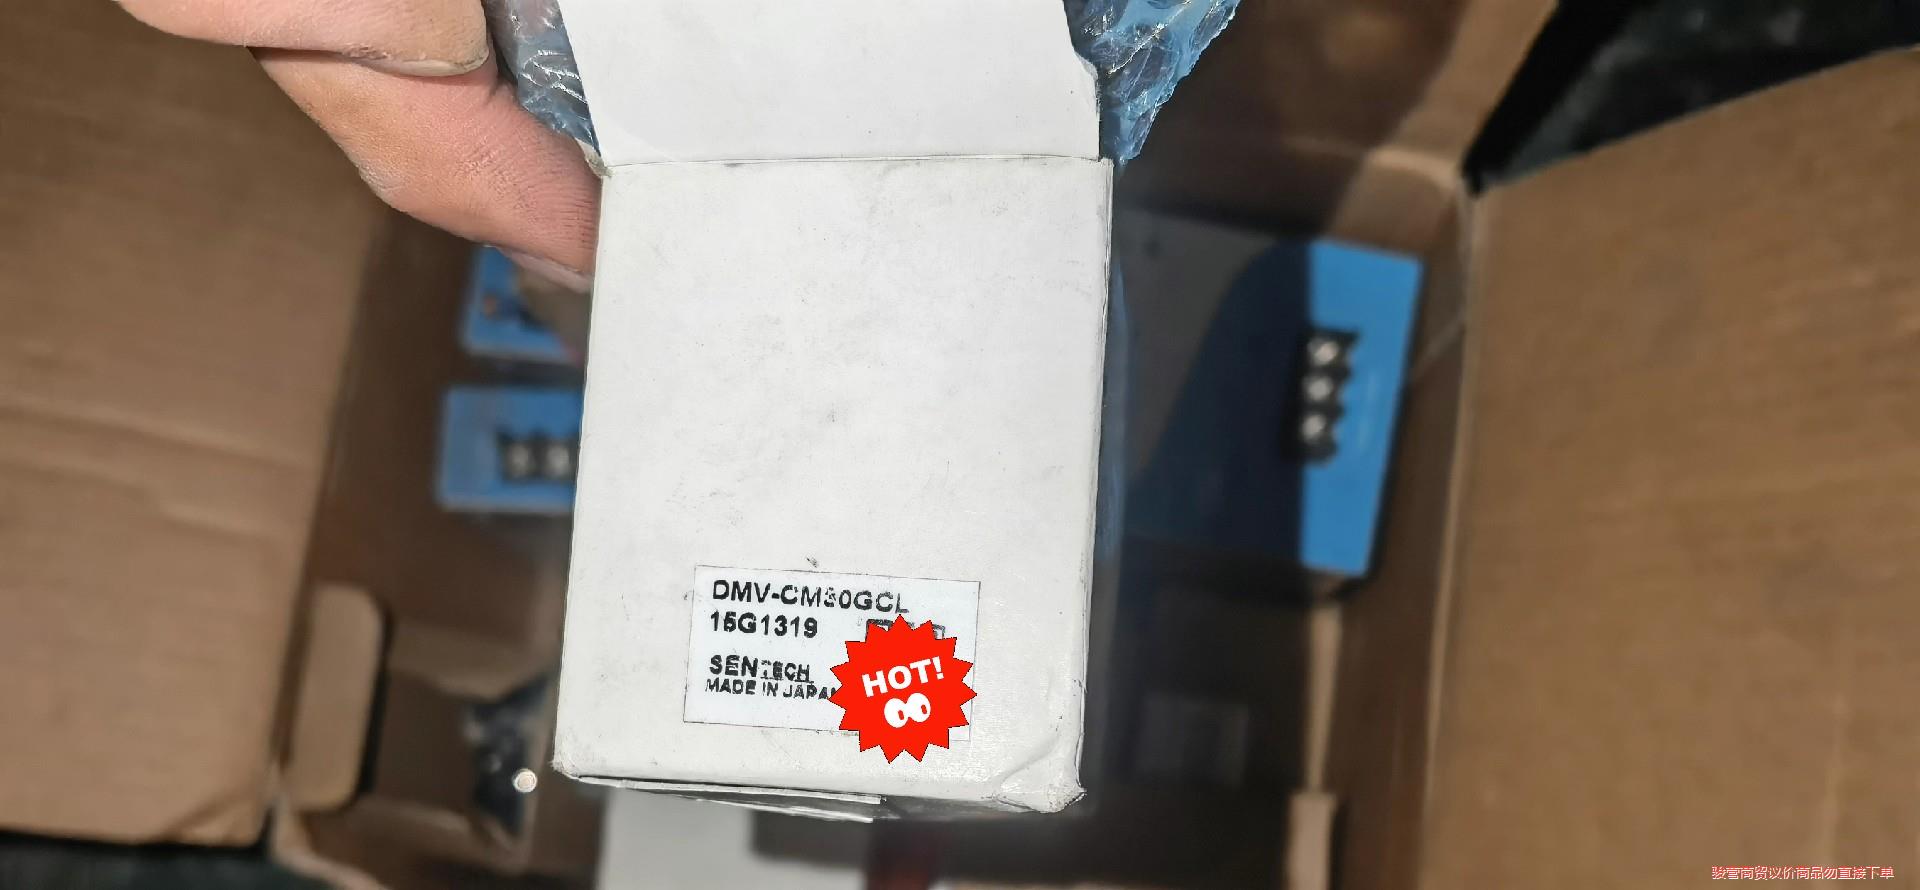 DMV-CM30GCL
15G1319
SENTECH
MADE IN JAPAN
HOT!
骏营商贸议价商品勿直接下单